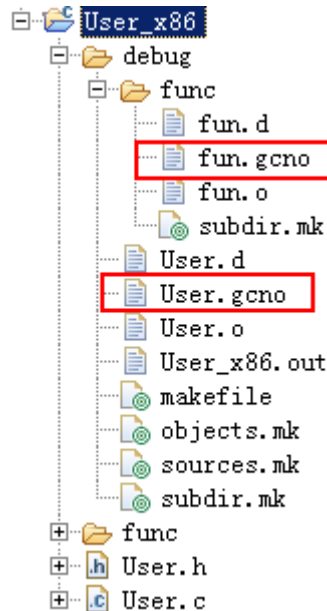 User_x86
debug
func
fun.d
fun.gcno
fun.o
subdir.mk
User.d
User.gcno
User.o
User_x86.out
makefile
objects.mk
sources.mk
subdir.mk
func
User.h
User.c